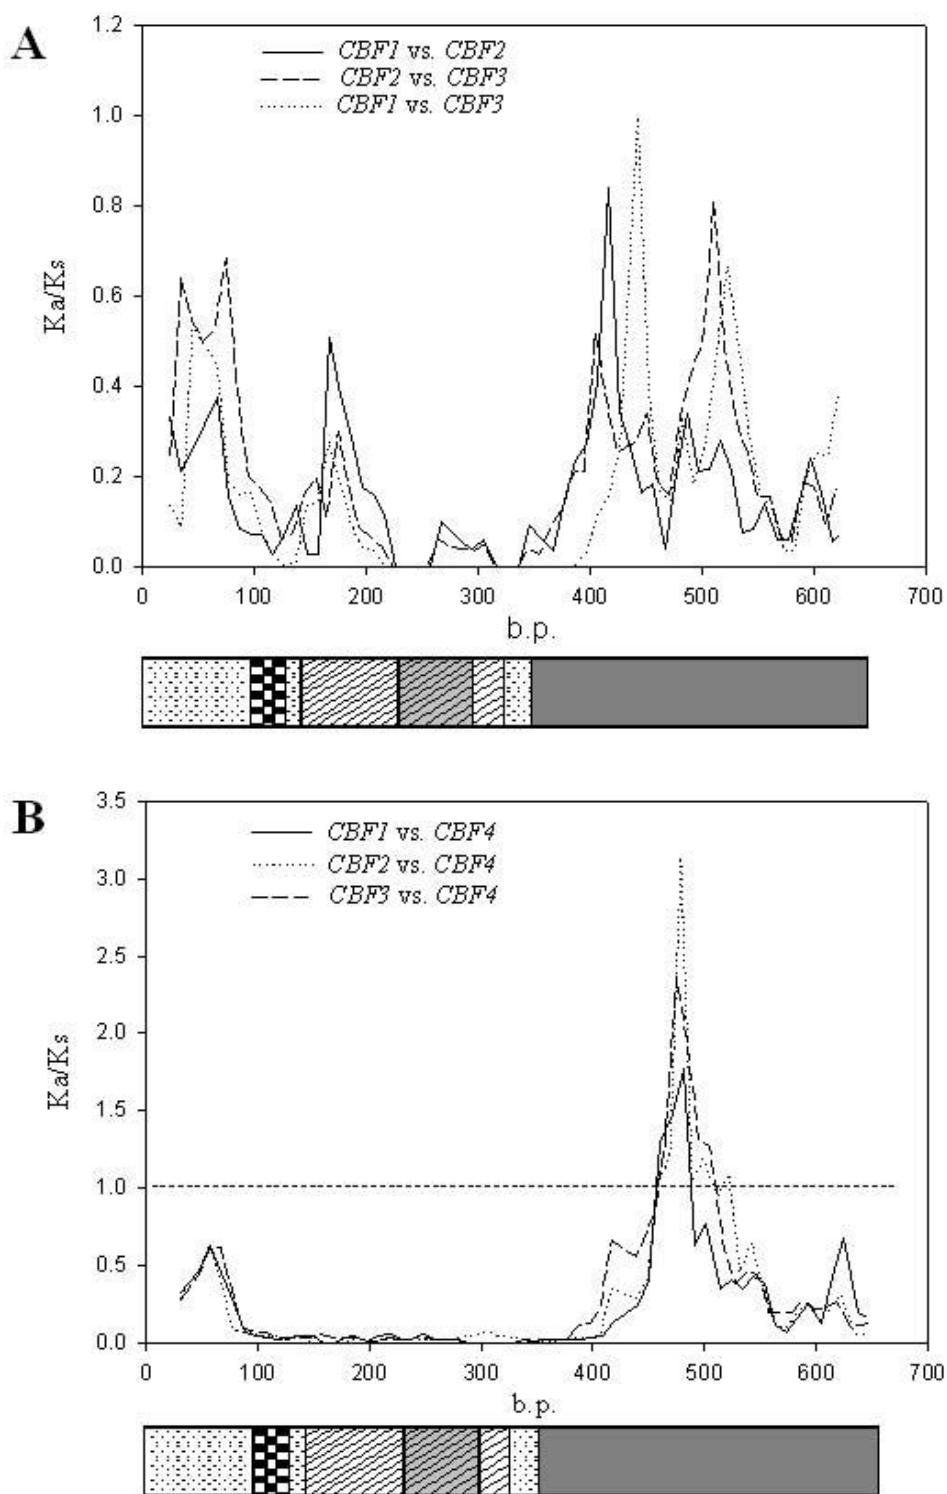 A
1.2
1.0
0.8
0.6
0.4
0.2
0.0
Ka/Ks
CBF1 vs. CBF2
CBF2 vs. CBF3
CBF1 vs. CBF3
0 100 200 300 400 500 600 700
b.p.
B
3.5
3.0
2.5
2.0
1.5
1.0
0.5
0.0
Ka/Ks
CBF1 vs. CBF4
CBF2 vs. CBF4
CBF3 vs. CBF4
0 100 200 300 400 500 600 700
b.p.